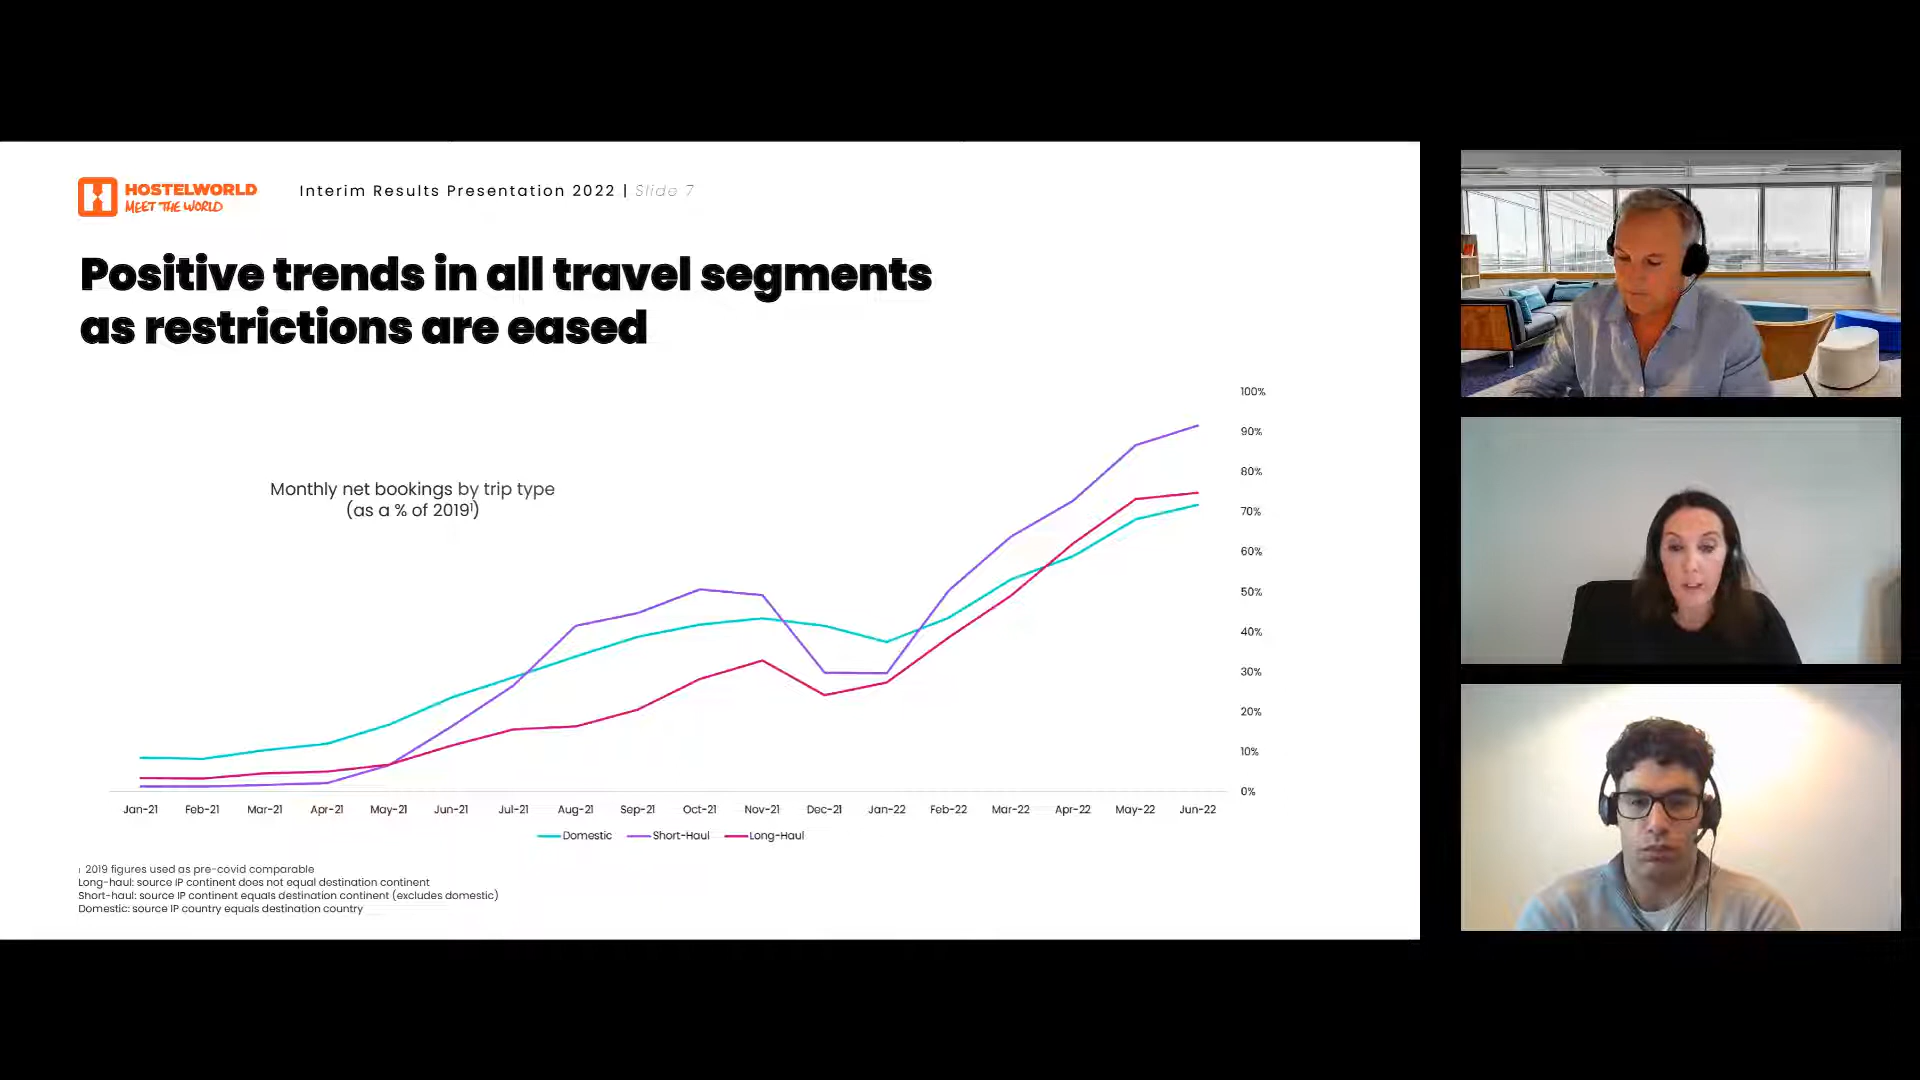 HOSTELWORLD
MEET THE WORLD
Interim Results Presentation 2022 | Slide 7
Positive trends in all travel segments
as restrictions are eased
Monthly net bookings by trip type
(as a % of 2019¹)
100%
90%
80%
70%
60%
50%
40%
30%
20%
10%
0%
Jan-21 Feb-21 Mar-21 Apr-21 May-21 Jun-21 Jul-21 Aug-21 Sep-21 Oct-21 Nov-21 Dec-21 Jan-22 Feb-22 Mar-22 Apr-22 May-22 Jun-22
Domestic Short-Haul Long-Haul
¹ 2019 figures used as pre-covid comparable
Long-haul: source IP continent does not equal destination continent
Short-haul: source IP continent equals destination continent (excludes domestic)
Domestic: source IP country equals destination country